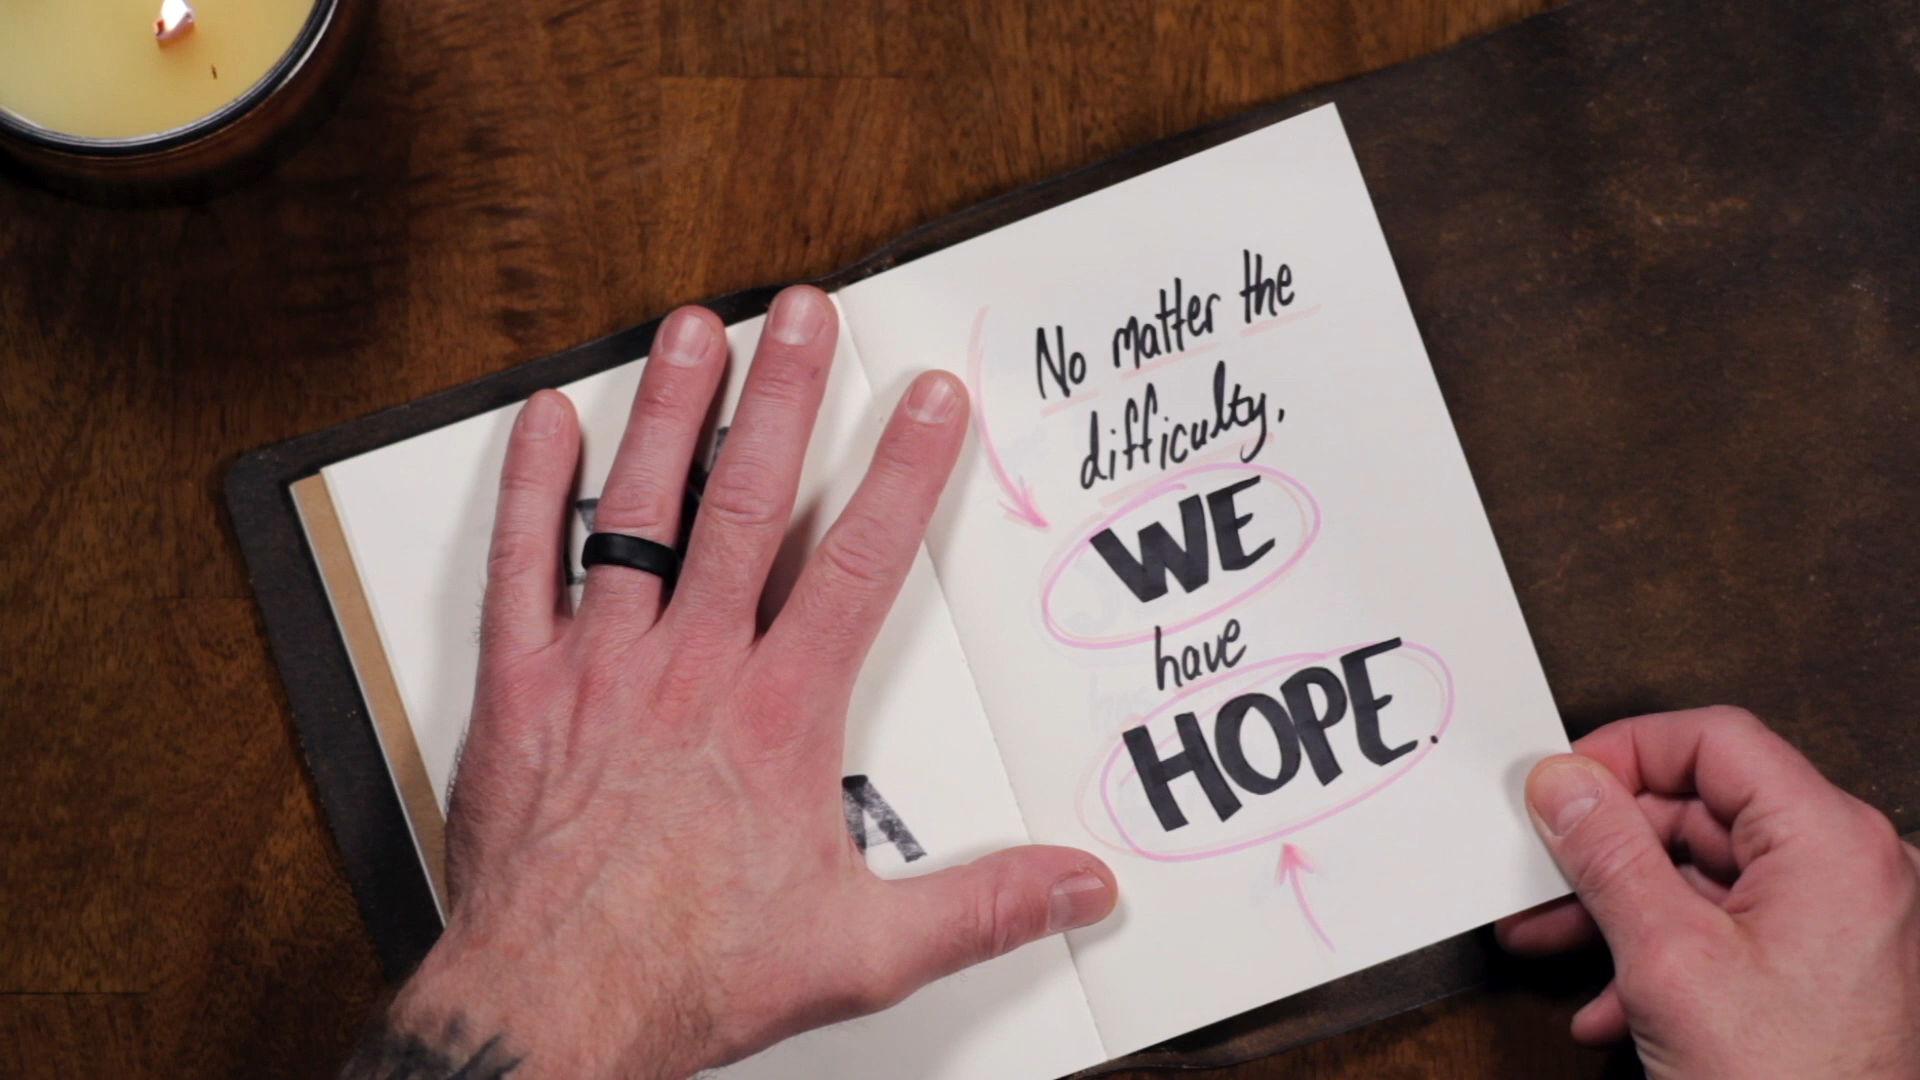 No matter the
difficulty,
WE
have
HOPE.
A